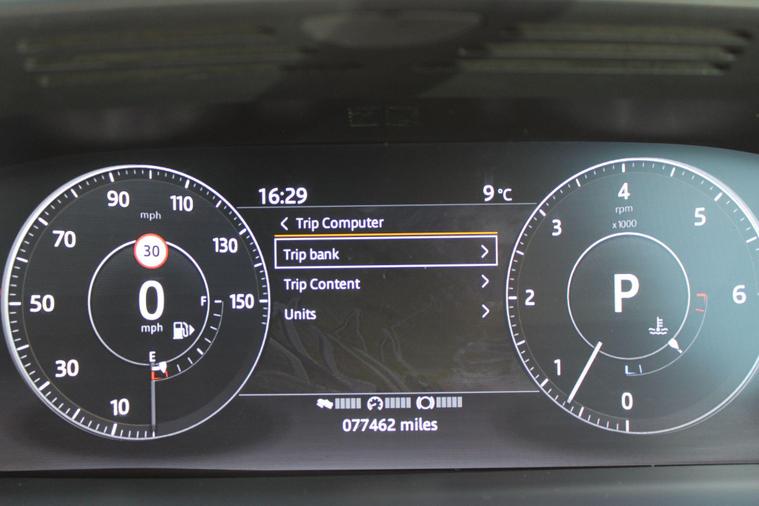 16:29
9 °C
Trip Computer
Trip bank
Trip Content
Units
077462 miles
10
30
50
70
90
110
130
150
mph
30
0
mph
F
E
0
1
2
3
4
5
6
rpm
x1000
P